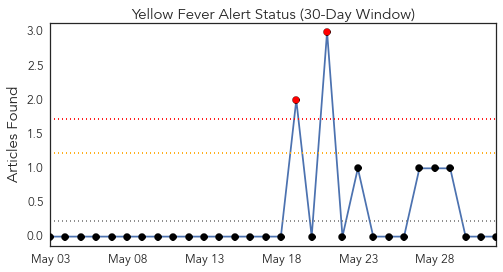 Yellow Fever Alert Status (30-Day Window)
Articles Found
3.0
2.5
2.0
1.5
1.0
0.5
0.0
May 03
May 08
May 13
May 18
May 23
May 28